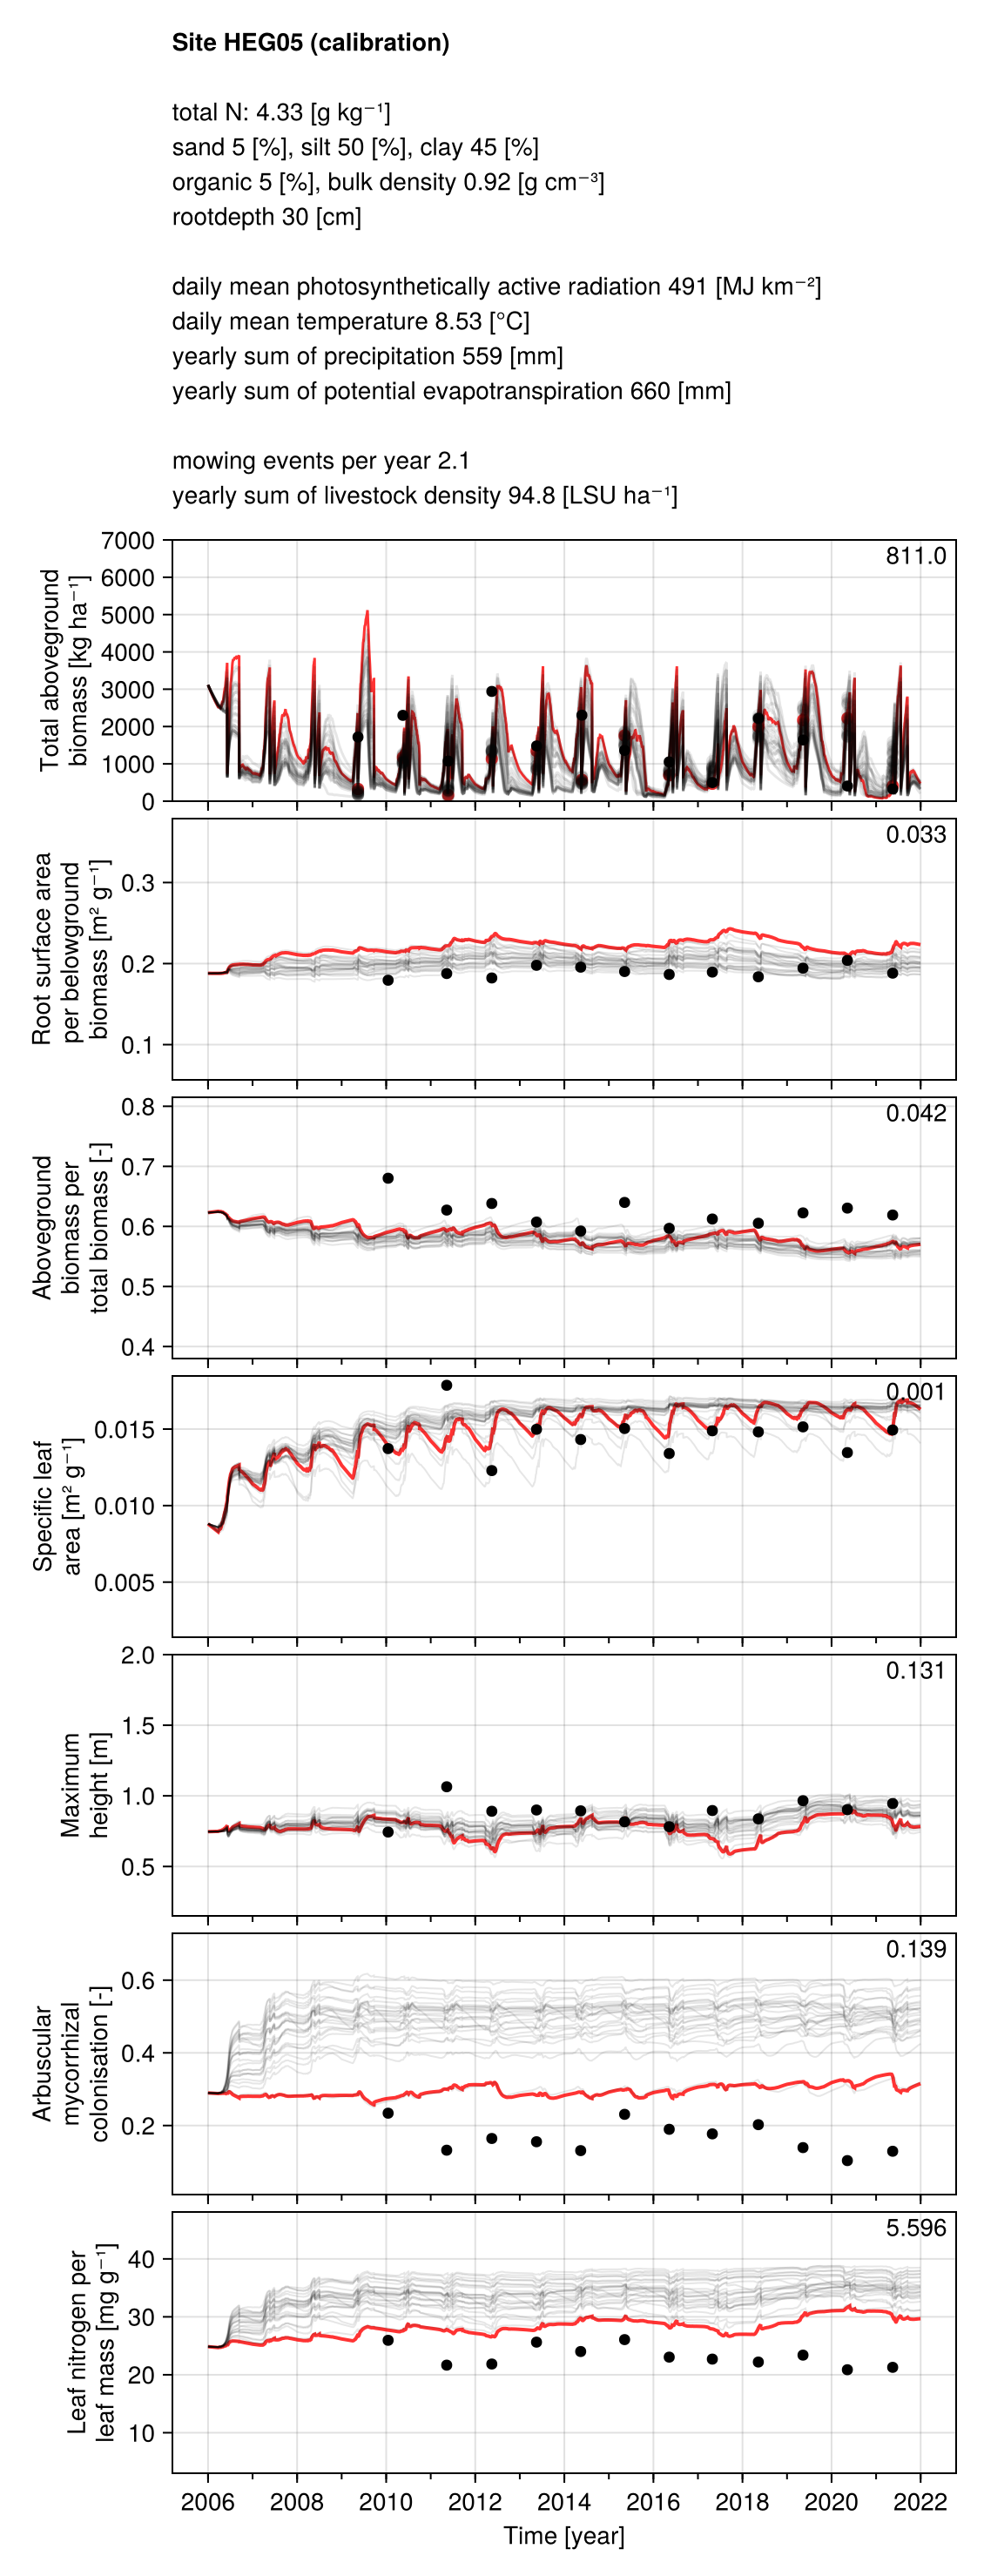 Site HEG05 (calibration)
total N: 4.33 [g kg⁻¹]
sand 5 [%], silt 50 [%], clay 45 [%]
organic 5 [%], bulk density 0.92 [g cm⁻³]
rootdepth 30 [cm]
daily mean photosynthetically active radiation 491 [MJ km⁻²]
daily mean temperature 8.53 [°C]
yearly sum of precipitation 559 [mm]
yearly sum of potential evapotranspiration 660 [mm]
mowing events per year 2.1
yearly sum of livestock density 94.8 [LSU ha⁻¹]
Total aboveground
biomass [kg ha⁻¹]
7000
6000
5000
4000
3000
2000
1000
0
811.0
Root surface area
per belowground
biomass [m² g⁻¹]
0.3
0.2
0.1
0.033
Aboveground
biomass per
total biomass [-]
0.8
0.7
0.6
0.5
0.4
0.042
Specific leaf
area [m² g⁻¹]
0.015
0.010
0.005
0.001
Maximum
height [m]
2.0
1.5
1.0
0.5
0.131
Arbuscular
mycorrhizal
colonisation [-]
0.6
0.4
0.2
0.139
Leaf nitrogen per
leaf mass [mg g⁻¹]
40
30
20
10
5.596
2006 2008 2010 2012 2014 2016 2018 2020 2022
Time [year]